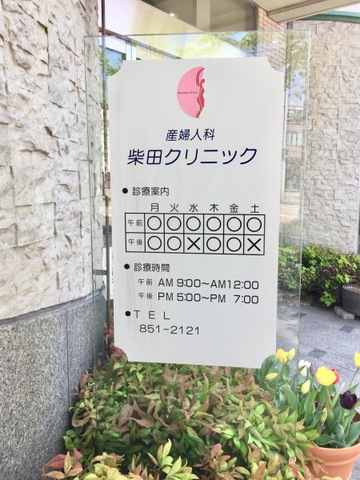 産婦人科
柴田クリニック
●診療案内
月 火 水 木 金 土
午前 ○ ○ ○ ○ ○ ○
午後 ○ ○ × ○ ○ ×
●診療時間
午前 AM 9:00~AM12:00
午後 PM 5:00~PM 7:00
●TEL
851-2121